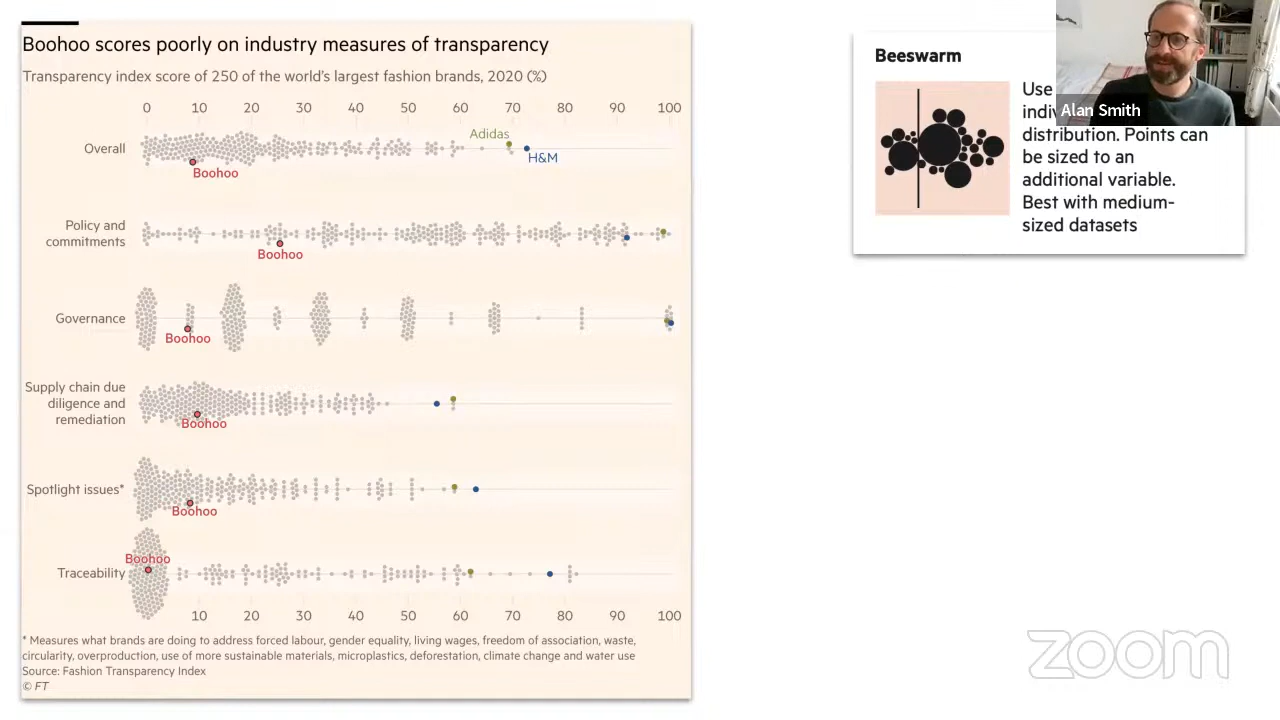 Boohoo scores poorly on industry measures of transparency
Transparency index score of 250 of the world's largest fashion brands, 2020 (%)
0 10 20 30 40 50 60 70 80 90 100
Adidas
Overall
H&M
Boohoo
Policy and
commitments
Boohoo
Governance
Boohoo
Supply chain due
diligence and
remediation
Boohoo
Spotlight issues*
Boohoo
Boohoo
Traceability
10 20 30 40 50 60 70 80 90 100
* Measures what brands are doing to address forced labour, gender equality, living wages, freedom of association, waste,
circularity, overproduction, use of more sustainable materials, microplastics, deforestation, climate change and water use
Source: Fashion Transparency Index
© FT
Beeswarm
Use
indiv
distribution. Points can
be sized to an
additional variable.
Best with medium-
sized datasets
Alan Smith
zoom